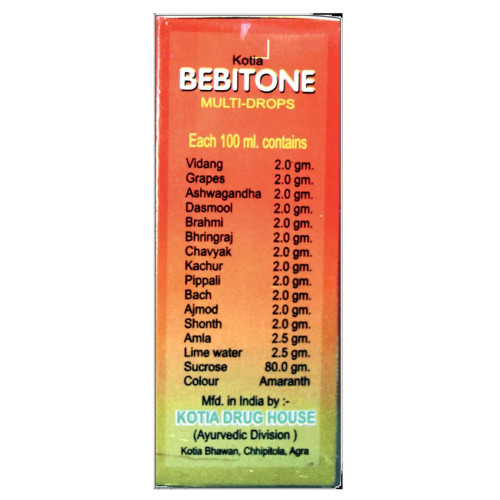 Kotia
BEBITONE
MULTI-DROPS
Each 100 ml. contains
Vidang 2.0 gm.
Grapes 2.0 gm.
Ashwagandha 2.0 gm.
Dasmool 2.0 gm.
Brahmi 2.0 gm.
Bhringraj 2.0 gm.
Chavyak 2.0 gm.
Kachur 2.0 gm.
Pippali 2.0 gm.
Bach 2.0 gm.
Ajmod 2.0 gm.
Shonth 2.0 gm.
Amla 2.5 gm.
Lime water 2.5 gm.
Sucrose 80.0 gm.
Colour Amaranth
Mfd. in India by :-
KOTIA DRUG HOUSE
(Ayurvedic Division )
Kotia Bhawan, Chhipitola, Agra